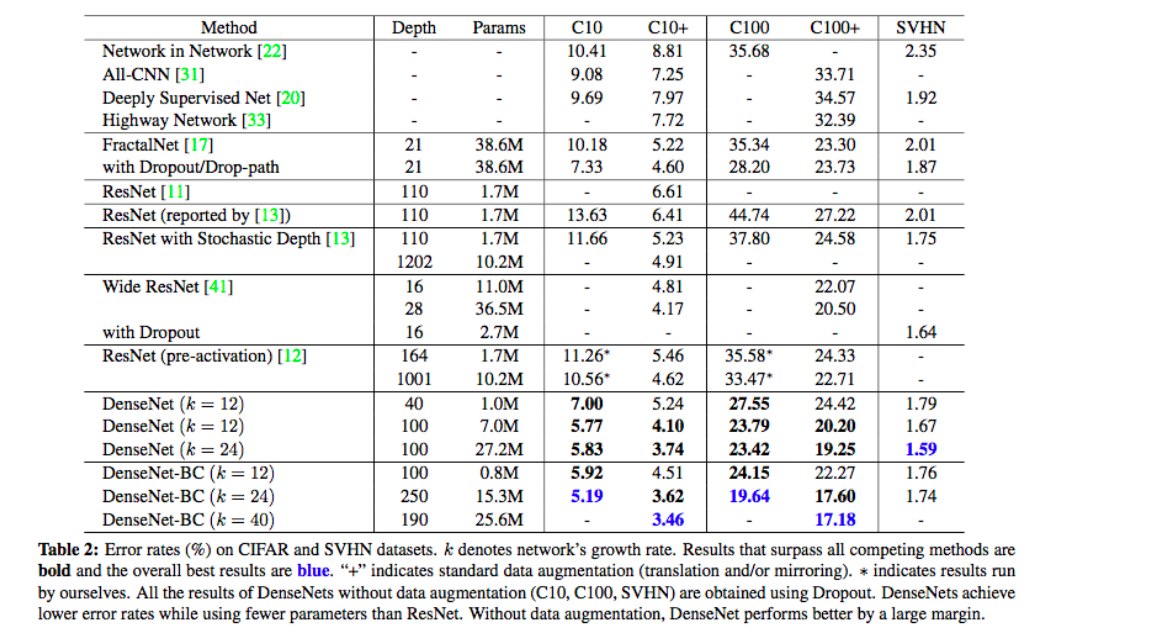 Method Depth Params C10 C10+ C100 C100+ SVHN
Network in Network [22] - - 10.41 8.81 35.68 - 2.35
All-CNN [31] - - 9.08 7.25 - 33.71 -
Deeply Supervised Net [20] - - 9.69 7.97 - 34.57 1.92
Highway Network [33] - - - 7.72 - 32.39 -
FractalNet [17] 21 38.6M 10.18 5.22 35.34 23.30 2.01
with Dropout/Drop-path 21 38.6M 7.33 4.60 28.20 23.73 1.87
ResNet [11] 110 1.7M - 6.61 - - -
ResNet (reported by [13]) 110 1.7M 13.63 6.41 44.74 27.22 2.01
ResNet with Stochastic Depth [13] 110 1.7M 11.66 5.23 37.80 24.58 1.75
1202 10.2M - 4.91 - - -
Wide ResNet [41] 16 11.0M - 4.81 - 22.07 -
28 36.5M - 4.17 - 20.50 -
with Dropout 16 2.7M - - - - 1.64
ResNet (pre-activation) [12] 164 1.7M 11.26* 5.46 35.58* 24.33 -
1001 10.2M 10.56* 4.62 33.47* 22.71 -
DenseNet (k = 12) 40 1.0M 7.00 5.24 27.55 24.42 1.79
DenseNet (k = 12) 100 7.0M 5.77 4.10 23.79 20.20 1.67
DenseNet (k = 24) 100 27.2M 5.83 3.74 23.42 19.25 1.59
DenseNet-BC (k = 12) 100 0.8M 5.92 4.51 24.15 22.27 1.76
DenseNet-BC (k = 24) 250 15.3M 5.19 3.62 19.64 17.60 1.74
DenseNet-BC (k = 40) 190 25.6M - 3.46 - 17.18 -
Table 2: Error rates (%) on CIFAR and SVHN datasets. k denotes network's growth rate. Results that surpass all competing methods are
bold and the overall best results are blue. “+” indicates standard data augmentation (translation and/or mirroring). * indicates results run
by ourselves. All the results of DenseNets without data augmentation (C10, C100, SVHN) are obtained using Dropout. DenseNets achieve
lower error rates while using fewer parameters than ResNet. Without data augmentation, DenseNet performs better by a large margin.